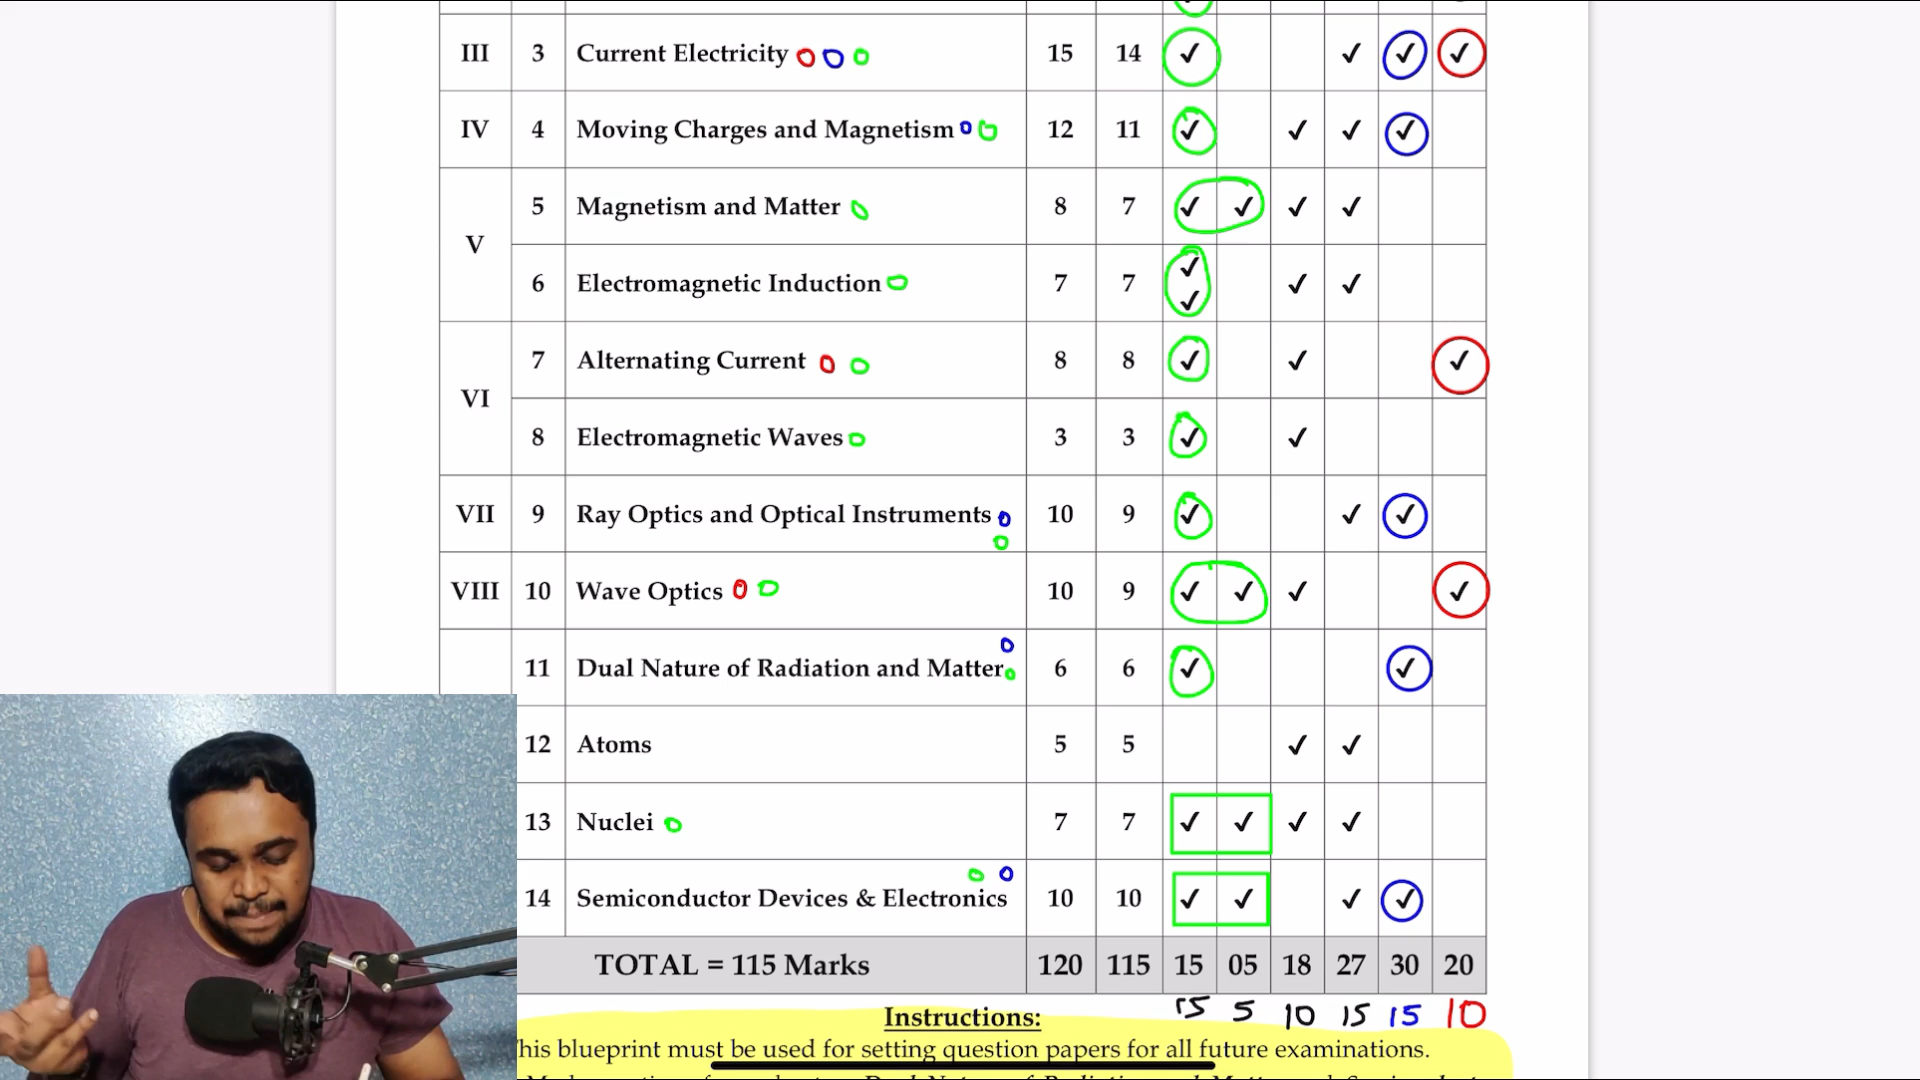 III 3 Current Electricity 15 14 ✓ ✓ ✓ ✓
IV 4 Moving Charges and Magnetism 12 11 ✓ ✓ ✓ ✓
V
5 Magnetism and Matter 8 7 ✓ ✓ ✓ ✓
6 Electromagnetic Induction 7 7 ✓ ✓ ✓ ✓
VI
7 Alternating Current 8 8 ✓ ✓ ✓
8 Electromagnetic Waves 3 3 ✓ ✓
VII 9 Ray Optics and Optical Instruments 10 9 ✓ ✓ ✓
VIII 10 Wave Optics 10 9 ✓ ✓ ✓ ✓
11 Dual Nature of Radiation and Matter 6 6 ✓ ✓
12 Atoms 5 5 ✓ ✓
13 Nuclei 7 7 ✓ ✓ ✓ ✓
14 Semiconductor Devices & Electronics 10 10 ✓ ✓ ✓ ✓
TOTAL = 115 Marks 120 115 15 05 18 27 30 20
15 5 10 15 15 10
Instructions:
his blueprint must be used for setting question papers for all future examinations.